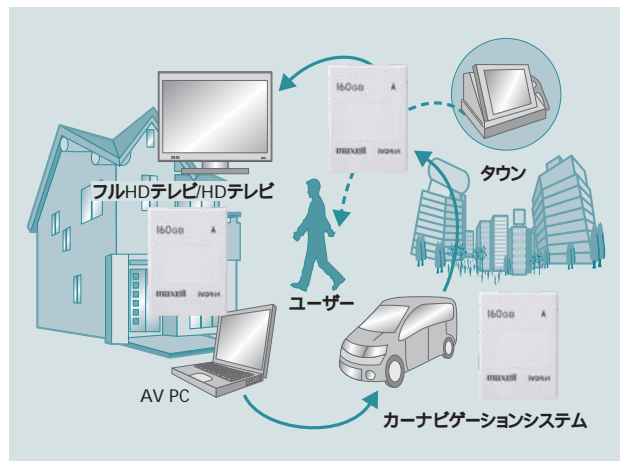 160GB
maxell iVDR-S
タウン
フルHDテレビ/HDテレビ
160GB
maxell iVDR-S
ユーザー
160GB
maxell iVDR-S
AV PC
カーナビゲーションシステム